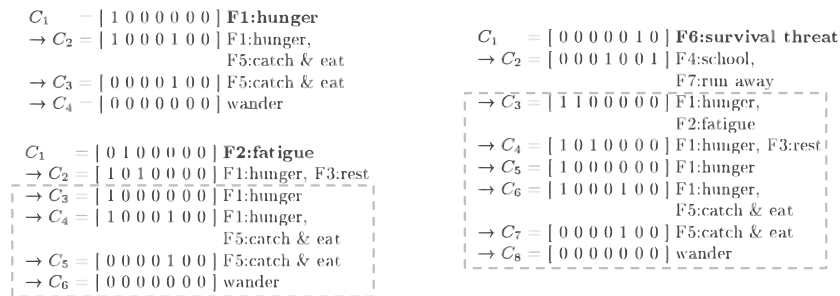 C₁ = [ 1 0 0 0 0 0 0 ] F1:hunger
→ C₂ = [ 1 0 0 0 1 0 0 ] F1:hunger,
F5:catch & eat
→ C₃ = [ 0 0 0 0 1 0 0 ] F5:catch & eat
→ C₄ = [ 0 0 0 0 0 0 0 ] wander
C₁ = [ 0 1 0 0 0 0 0 ] F2:fatigue
→ C₂ = [ 1 0 1 0 0 0 0 ] F1:hunger, F3:rest
→ C₃ = [ 1 0 0 0 0 0 0 ] F1:hunger
→ C₄ = [ 1 0 0 0 1 0 0 ] F1:hunger,
F5:catch & eat
→ C₅ = [ 0 0 0 0 1 0 0 ] F5:catch & eat
→ C₆ = [ 0 0 0 0 0 0 0 ] wander
C₁ = [ 0 0 0 0 0 1 0 ] F6:survival threat
→ C₂ = [ 0 0 0 1 0 0 1 ] F4:school,
F7:run away
→ C₃ = [ 1 1 0 0 0 0 0 ] F1:hunger,
F2:fatigue
→ C₄ = [ 1 0 1 0 0 0 0 ] F1:hunger, F3:rest
→ C₅ = [ 1 0 0 0 0 0 0 ] F1:hunger
→ C₆ = [ 1 0 0 0 1 0 0 ] F1:hunger,
F5:catch & eat
→ C₇ = [ 0 0 0 0 1 0 0 ] F5:catch & eat
→ C₈ = [ 0 0 0 0 0 0 0 ] wander